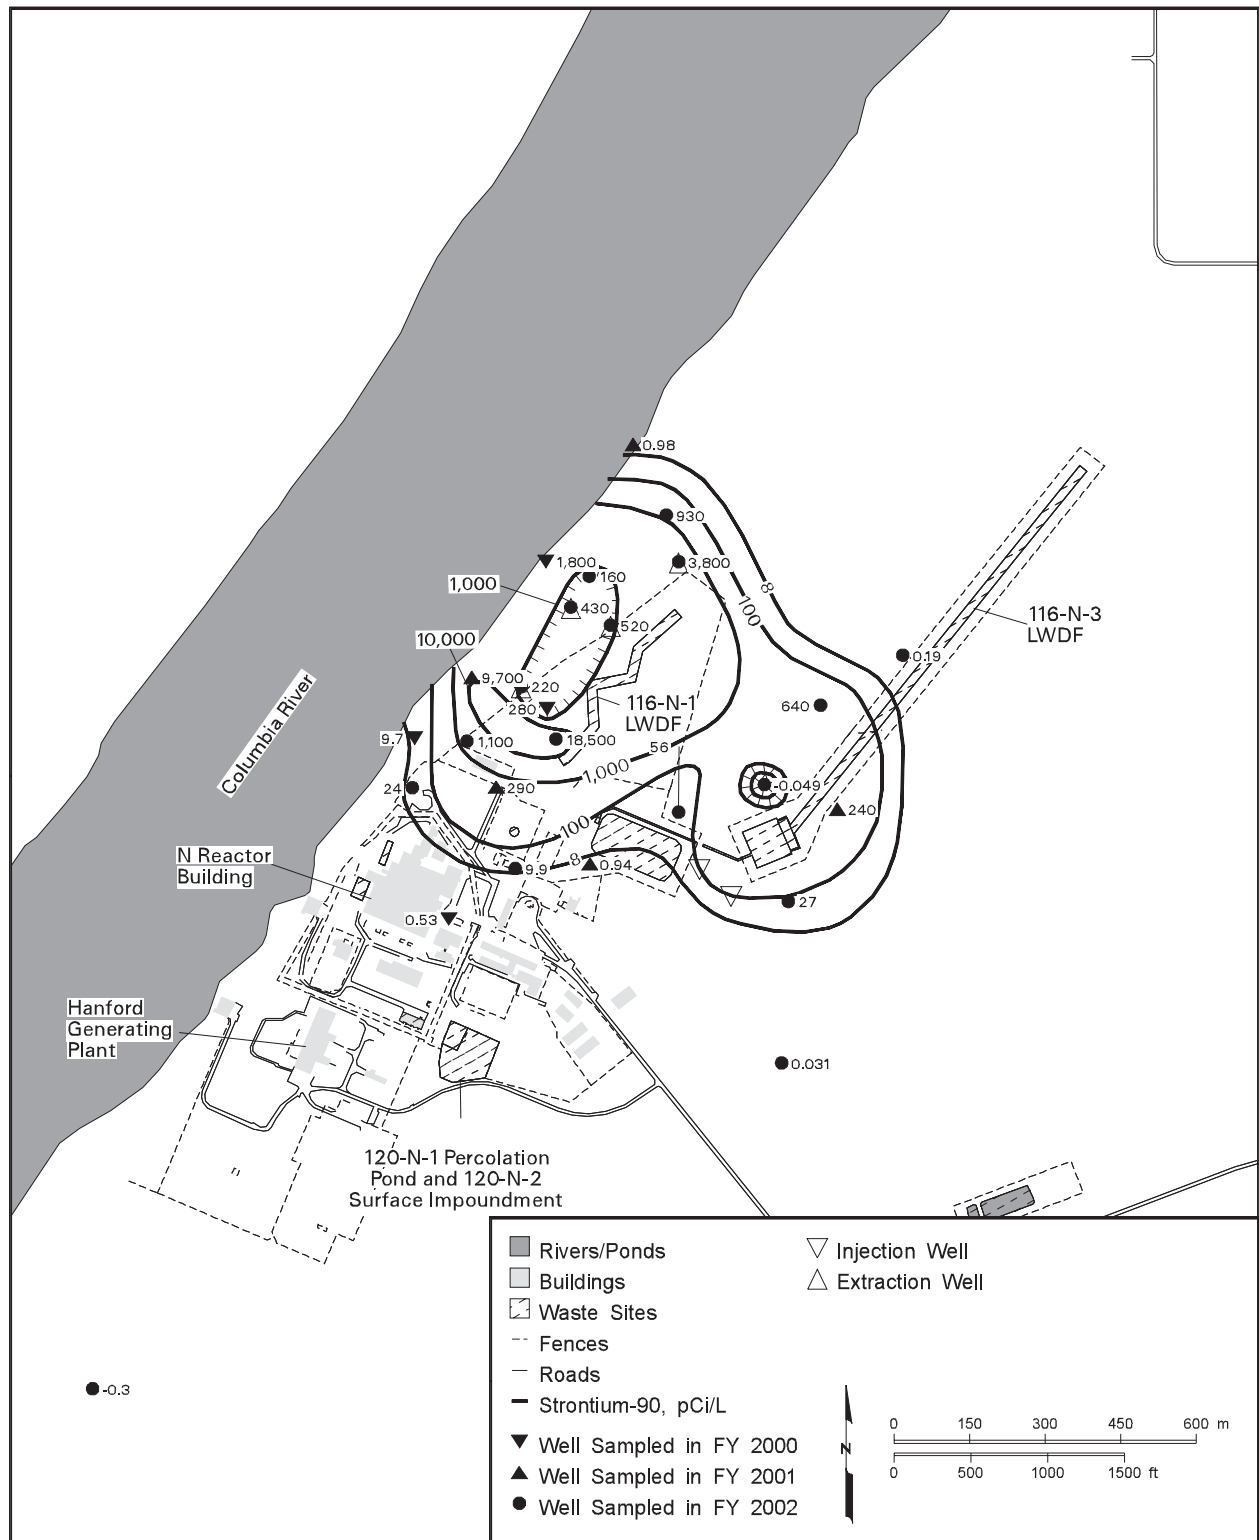 0.98
930
1,800
3,800
160
1,000
430
520
8
100
116-N-3
LWDF
10,000
9,700
220
280
116-N-1
LWDF
0.19
640
9.7
1,100
18,500
56
1,000
Columbia River
24
290
-0.049
240
100
8
N Reactor
Building
9.9
0.94
27
0.53
Hanford
Generating
Plant
0.031
120-N-1 Percolation
Pond and 120-N-2
Surface Impoundment
-0.3
Rivers/Ponds
Buildings
Waste Sites
Fences
Roads
Strontium-90, pCi/L
Well Sampled in FY 2000
Well Sampled in FY 2001
Well Sampled in FY 2002
Injection Well
Extraction Well
N
0 150 300 450 600 m
0 500 1000 1500 ft